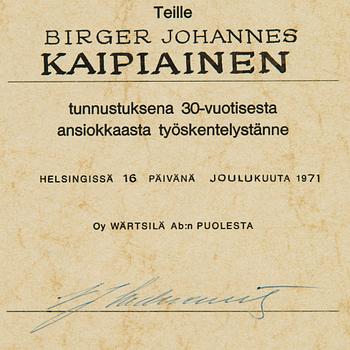 Teille
BIRGER JOHANNES
KAIPIAINEN
tunnustuksena 30-vuotisesta
ansiokkaasta työskentelystänne
HELSINGISSÄ 16 PÄIVÄNÄ JOULUKUUTA 1971
Oy WÄRTSILÄ Ab:n PUOLESTA